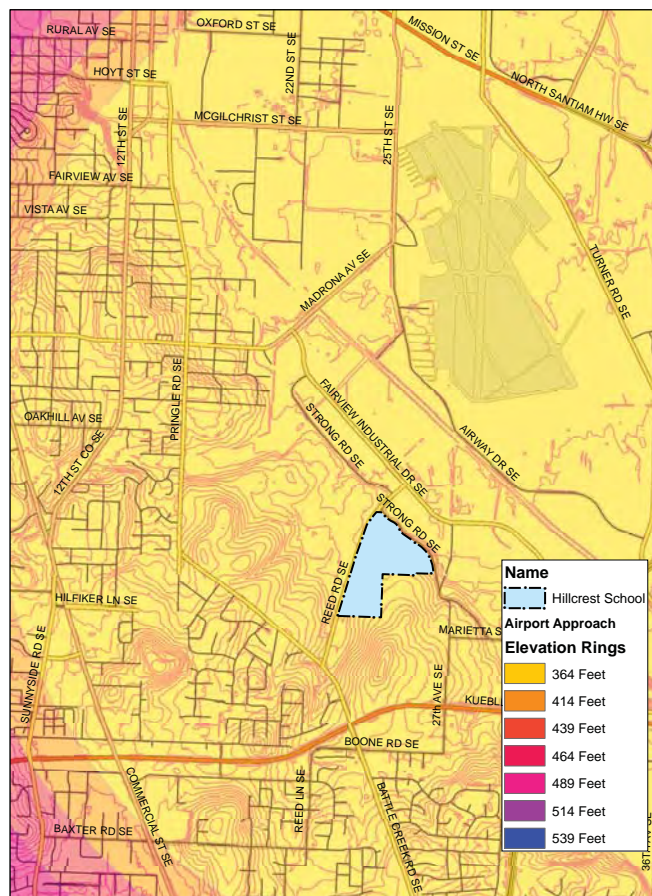 RURAL AV SE
OXFORD ST SE
MISSION ST SE
HOYT ST SE
22ND ST SE
NORTH SANTIAM HW SE
12TH ST SE
MCGILCHRIST ST SE
25TH ST SE
FAIRVIEW AV SE
VISTA AV SE
TURNER RD SE
MADRONA AV SE
PRINGLE RD SE
FAIRVIEW INDUSTRIAL DR SE
STRONG RD SE
OAKHILL AV SE
12TH ST CO SE
AIRWAY DR SE
STRONG RD SE
REED RD SE
HILFIKER LN SE
SUNNYSIDE RD SE
MARIETTA S
27th AVE SE
KUEBL
BOONE RD SE
REED LN SE
COMMERCIAL ST SE
BATTLE CREEK RD SE
BAXTER RD SE
36TH AV SE
Name
Hillcrest School
Airport Approach
Elevation Rings
364 Feet
414 Feet
439 Feet
464 Feet
489 Feet
514 Feet
539 Feet